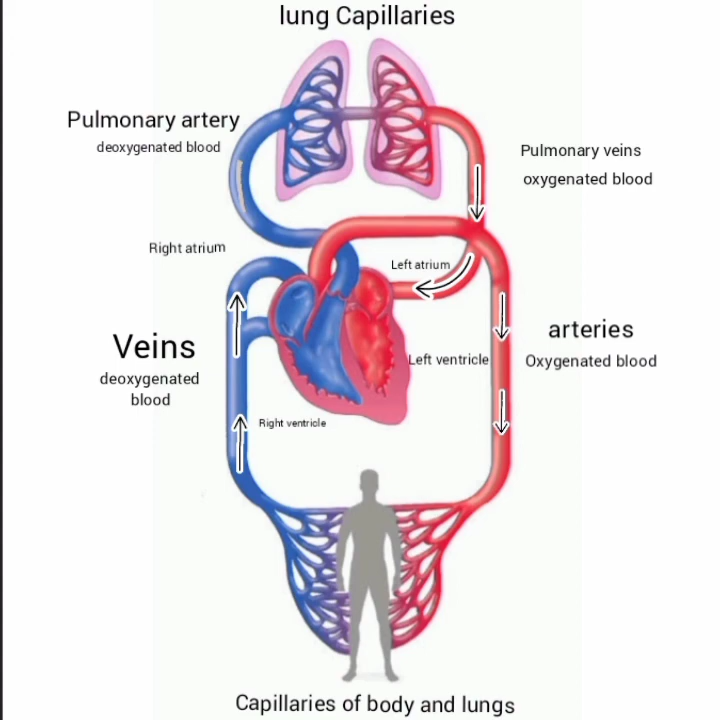 lung Capillaries
Pulmonary artery
deoxygenated blood
Pulmonary veins
oxygenated blood
Right atrium
Left atrium
Veins
deoxygenated
blood
arteries
Oxygenated blood
Left ventricle
Right ventricle
Capillaries of body and lungs